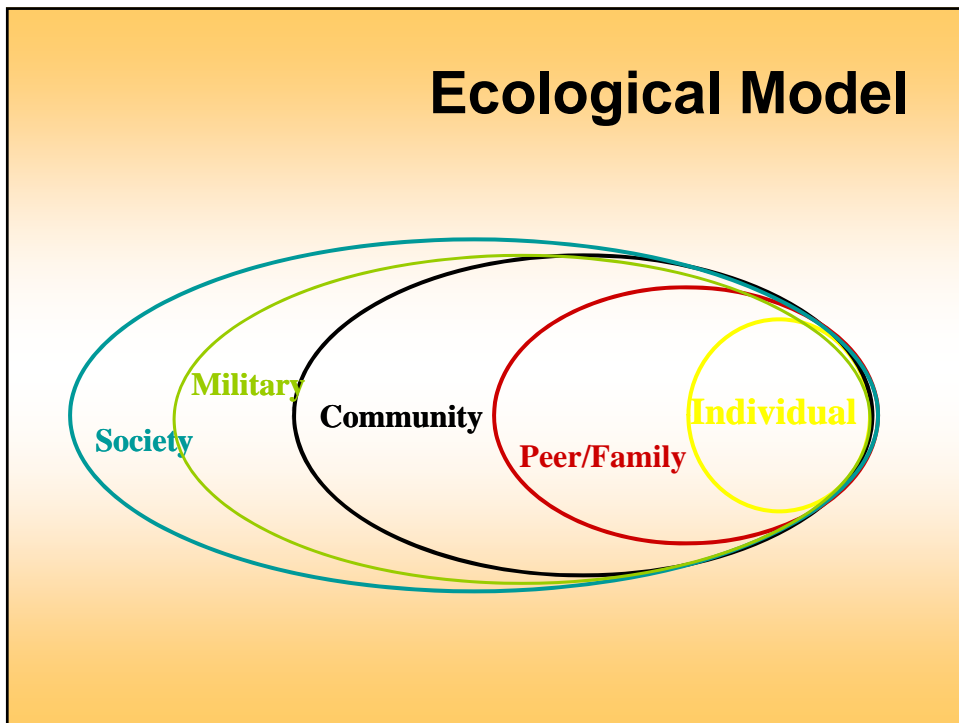 Ecological Model
Military
Society
Community
Peer/Family
Individual